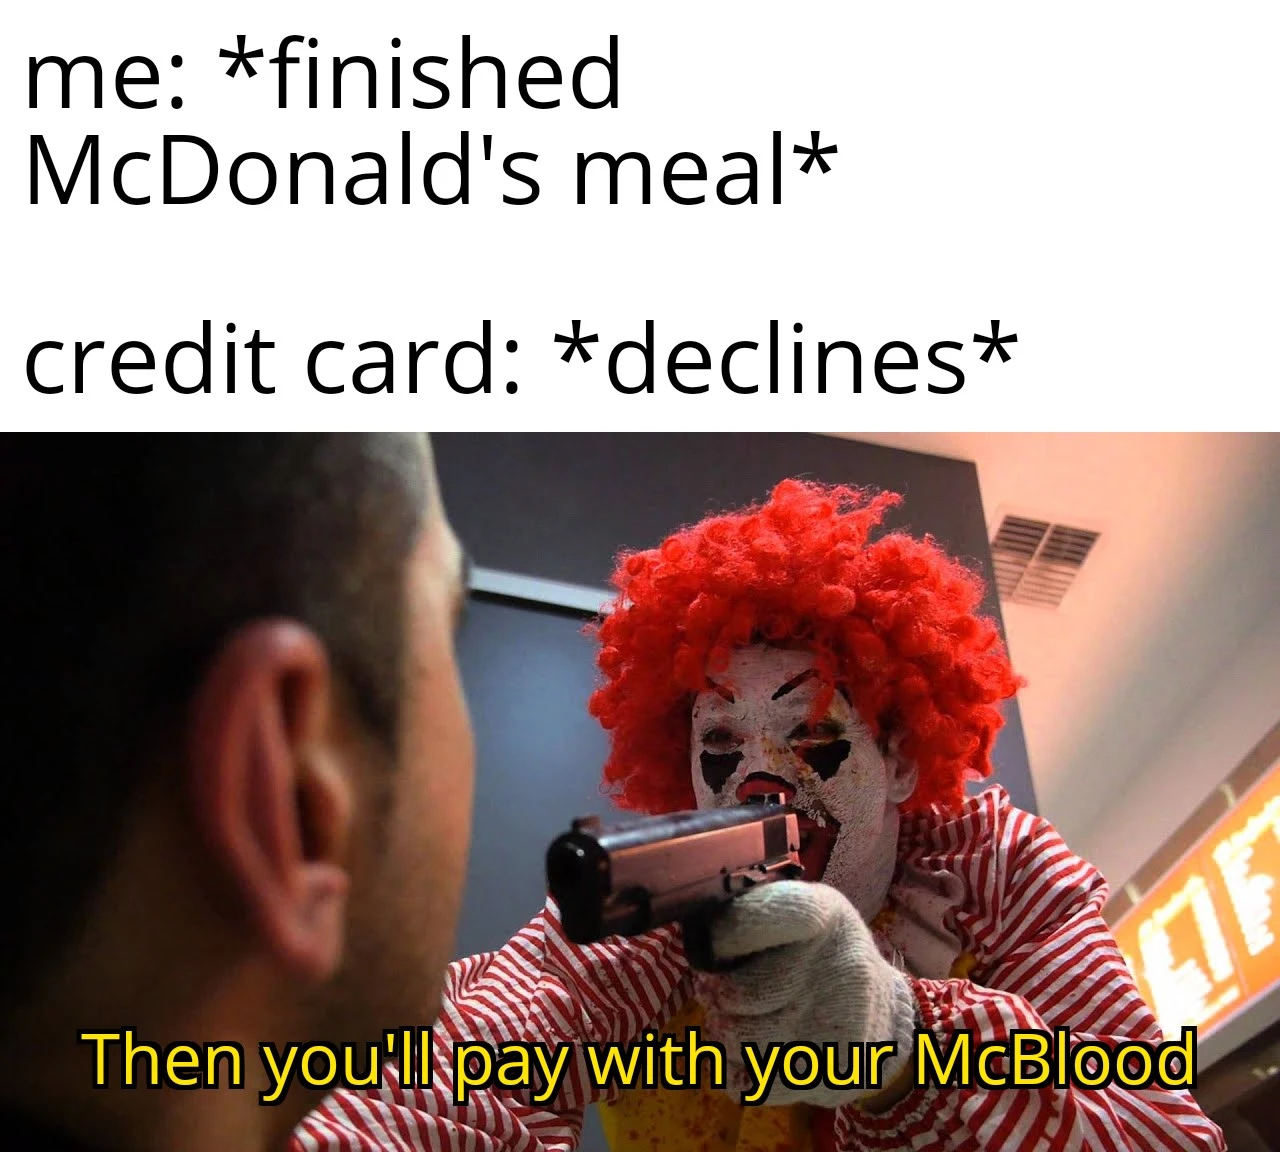 me: *finished
McDonald's meal*
credit card: *declines*
Then you'll pay with your McBlood